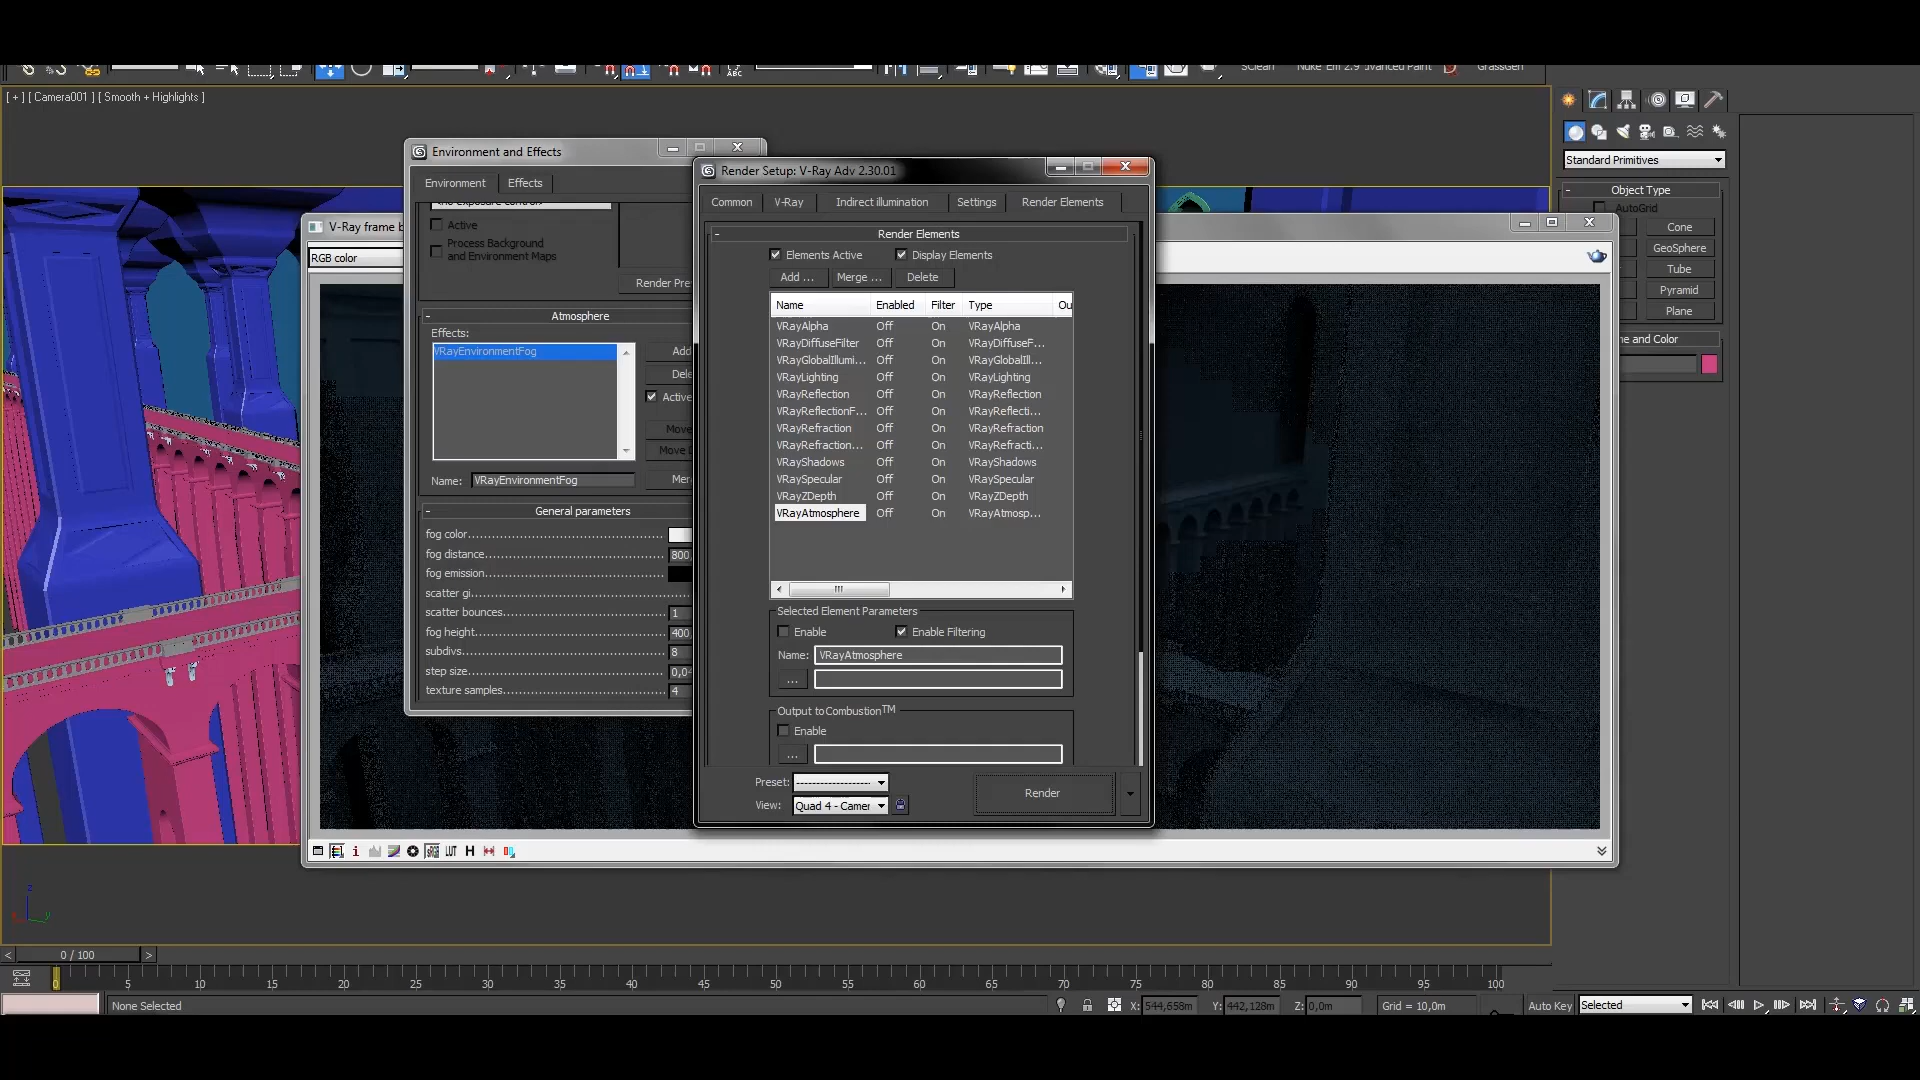 SClean
GrassGen
[ + ] [ Camera001 ] [ Smooth + Highlights ]
Environment and Effects
Environment
Effects
Active
Process Background
and Environment Maps
Render Pre
Atmosphere
Effects:
VRayEnvironmentFog
Add
Dele
Active
Move
Move D
Name:
VRayEnvironmentFog
Mer
General parameters
fog color
fog distance
800,
fog emission
scatter gi
scatter bounces
1
fog height
400
subdivs
8
step size
texture samples
4
V-Ray frame b
RGB color
LUT
H
Render Setup: V-Ray Adv 2.30.01
Common
V-Ray
Indirect illumination
Settings
Render Elements
Render Elements
Elements Active
Display Elements
Add ...
Merge ...
Delete
Name Enabled Filter Type Ou
VRayAlpha Off On VRayAlpha
VRayDiffuseFilter Off On VRayDiffuseF...
VRayGlobalIllumi... Off On VRayGlobalIll...
VRayLighting Off On VRayLighting
VRayReflection Off On VRayReflection
VRayReflectionF... Off On VRayReflecti...
VRayRefraction Off On VRayRefraction
VRayRefraction... Off On VRayRefracti...
VRayShadows Off On VRayShadows
VRaySpecular Off On VRaySpecular
VRayZDepth Off On VRayZDepth
VRayAtmosphere Off On VRayAtmosp...
Selected Element Parameters
Enable
Enable Filtering
Name:
VRayAtmosphere
...
Output to Combustion™
Enable
...
Preset:
View:
Quad 4 - Camer
Render
Standard Primitives
Object Type
AutoGrid
Cone
GeoSphere
Tube
Pyramid
Plane
me and Color
z
y
0 / 100
0 5 10 15 20 25 30 35 40 45 50 55 60 65 70 75 80 85 90 95 100
None Selected
X: 544,658m
Y: 442,128m
Z: 0,0m
Grid = 10,0m
Auto Key
Selected